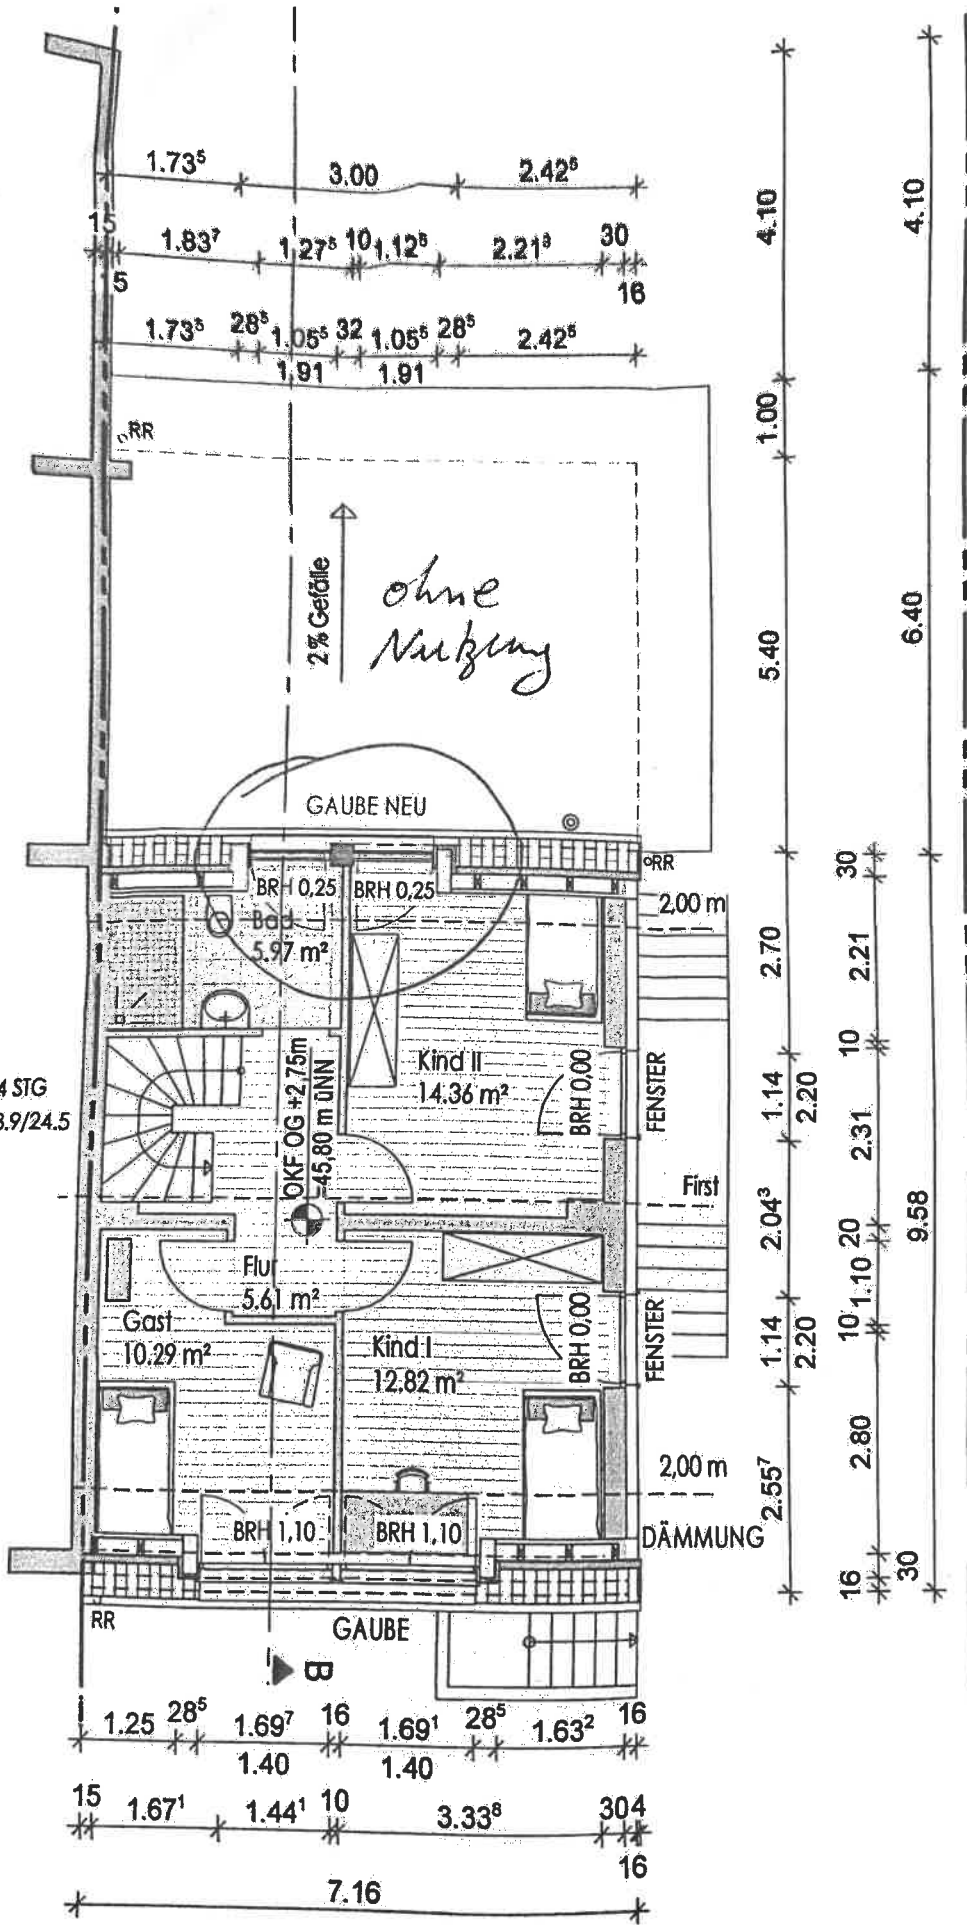 1.73⁵ 3.00 2.42⁵
15 1.83⁷ 1.27⁵ 10 1.12⁸ 2.21³ 30
5 16
1.73⁵ 28⁵ 1.05⁵ 32 1.05⁵ 28⁵ 2.42⁵
1.91 1.91
4.10
4.10
1.00
RR
2% Gefälle
ohne
Nutzung
5.40
6.40
GAUBE NEU
RR
BRH 0,25 BRH 0,25
2,00 m
30
Bad
5.97 m²
2.70
2.21
Kind II
14.36 m²
OKF OG +2,75m
45,80 m ÜNN
BRH 0,00
FENSTER
1.14
2.20
10
2.31
4 STG
8.9/24.5
First
2.04³
20
9.58
Flur
5.61 m²
1.10
Gast
10.29 m²
Kind I
12.82 m²
BRH 0,00
FENSTER
1.14
2.20
10
2.80
2,00 m
2.55⁷
BRH 1,10 BRH 1,10
DÄMMUNG
16
30
RR
GAUBE
B
1.25 28⁵ 1.69⁷ 16 1.69¹ 28⁵ 1.63² 16
1.40 1.40
15 1.67¹ 1.44¹ 10 3.33⁸ 30 4
16
7.16